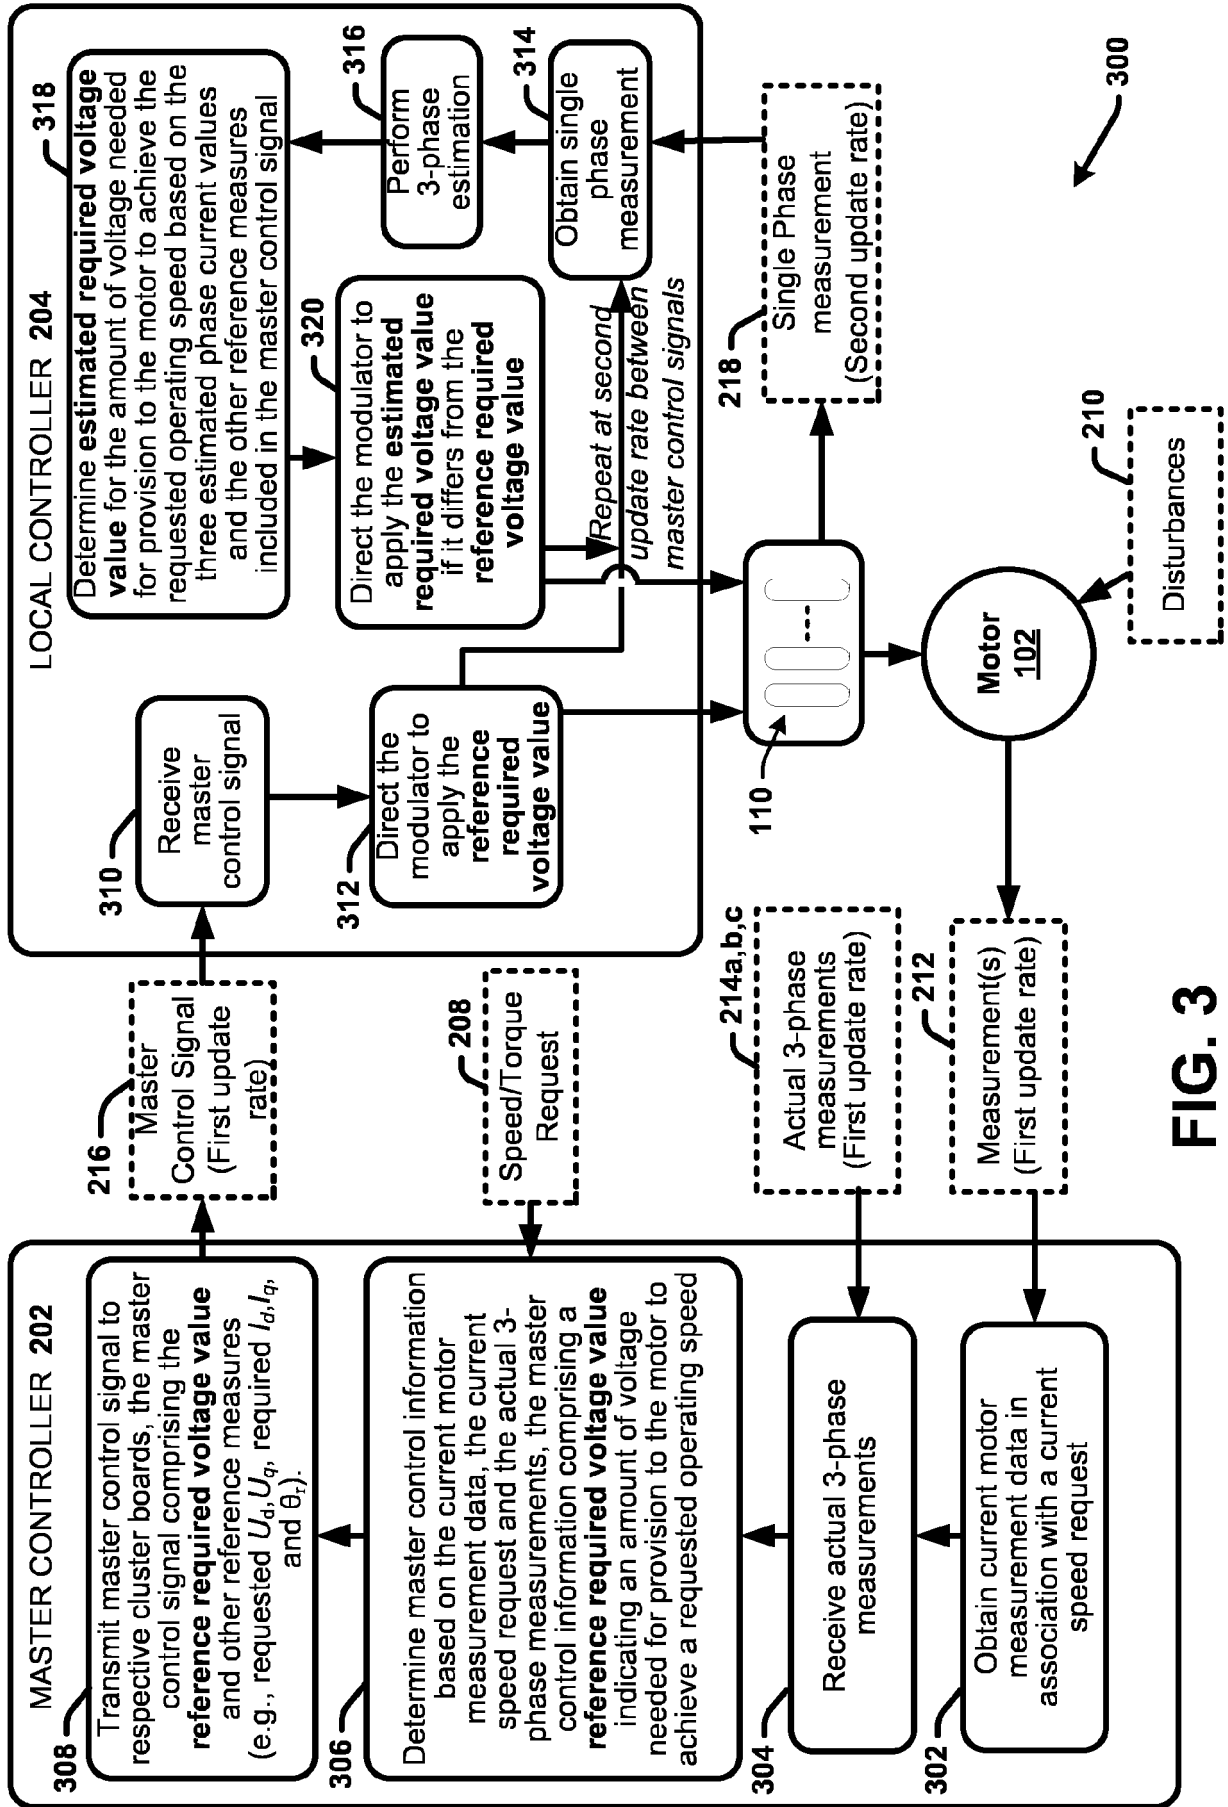 MASTER CONTROLLER 202
308
Transmit master control signal to
respective cluster boards, the master
control signal comprising the
reference required voltage value
and other reference measures
(e.g., requested Ud,Uq, required Id,Iq,
and θr).
306
Determine master control information
based on the current motor
measurement data, the current
speed request and the actual 3-
phase measurements, the master
control information comprising a
reference required voltage value
indicating an amount of voltage
needed for provision to the motor to
achieve a requested operating speed
304
Receive actual 3-phase
measurements
302
Obtain current motor
measurement data in
association with a current
speed request
216
Master
Control Signal
(First update
rate)
208
Speed/Torque
Request
214a,b,c
Actual 3-phase
measurements
(First update rate)
212
Measurement(s)
(First update rate)
LOCAL CONTROLLER 204
310
Receive
master
control signal
312
Direct the
modulator to
apply the
reference
required
voltage value
318
Determine estimated required voltage
value for the amount of voltage needed
for provision to the motor to achieve the
requested operating speed based on the
three estimated phase current values
and the other reference measures
included in the master control signal
320
Direct the modulator to
apply the estimated
required voltage value
if it differs from the
reference required
voltage value
316
Perform
3-phase
estimation
314
Obtain single
phase
measurement
Repeat at second
update rate between
master control signals
110
218
Single Phase
measurement
(Second update rate)
Motor
102
210
Disturbances
300
FIG. 3